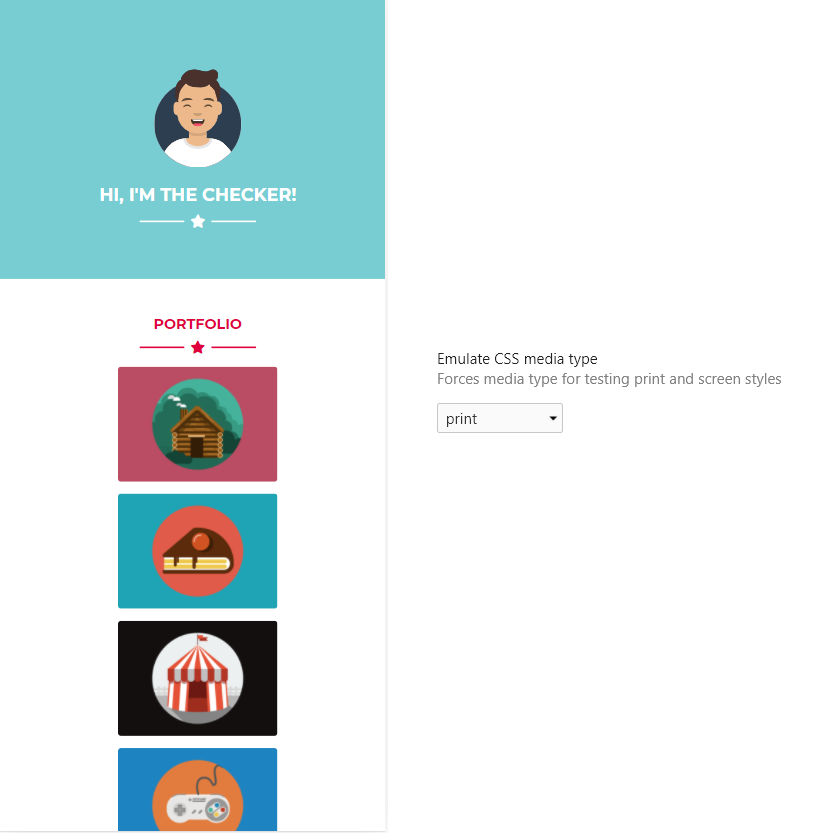 HI, I'M THE CHECKER!
PORTFOLIO
Emulate CSS media type
Forces media type for testing print and screen styles
print